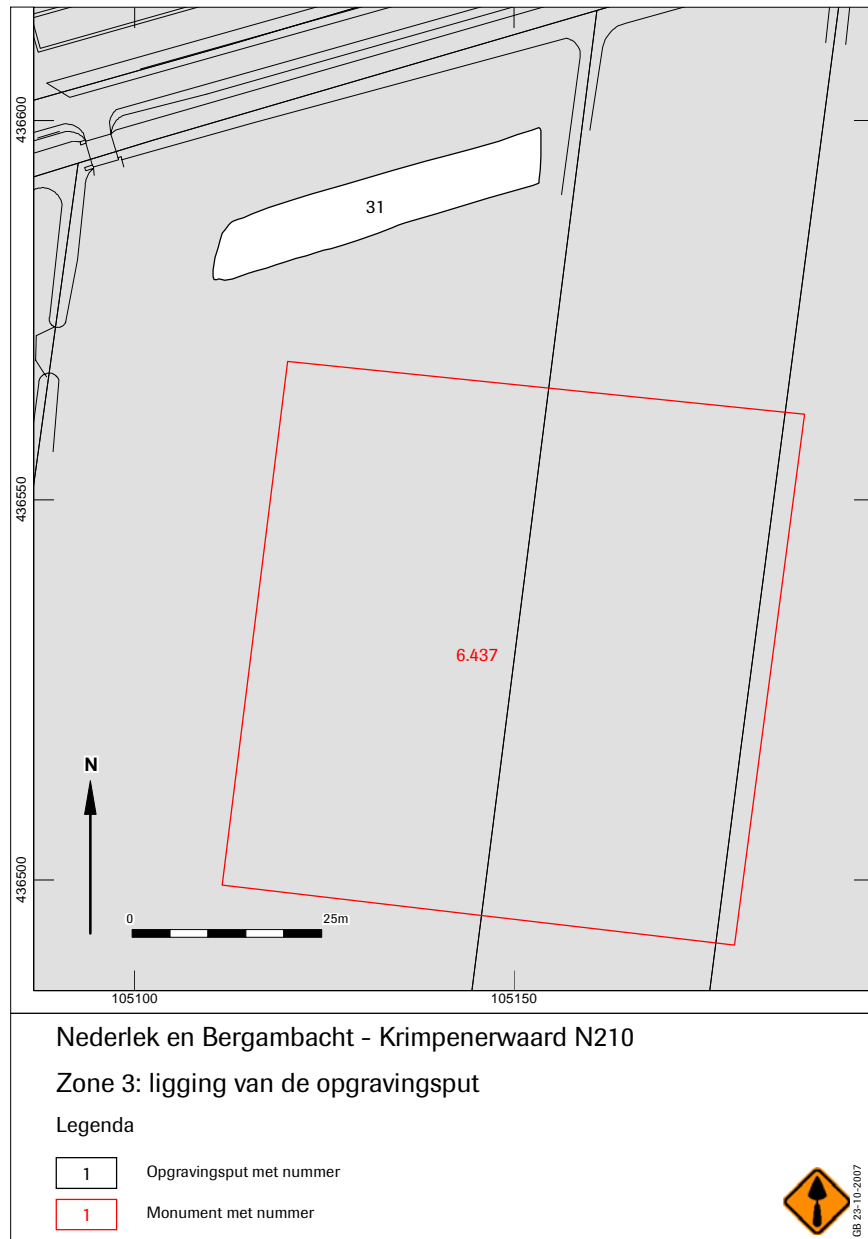 436600
31
436550
6.437
N
436500
0 25m
105100 105150
Nederlek en Bergambacht - Krimpenerwaard N210
Zone 3: ligging van de opgravingsput
Legenda
1 Opgravingsput met nummer
1 Monument met nummer
GB 23-10-2007